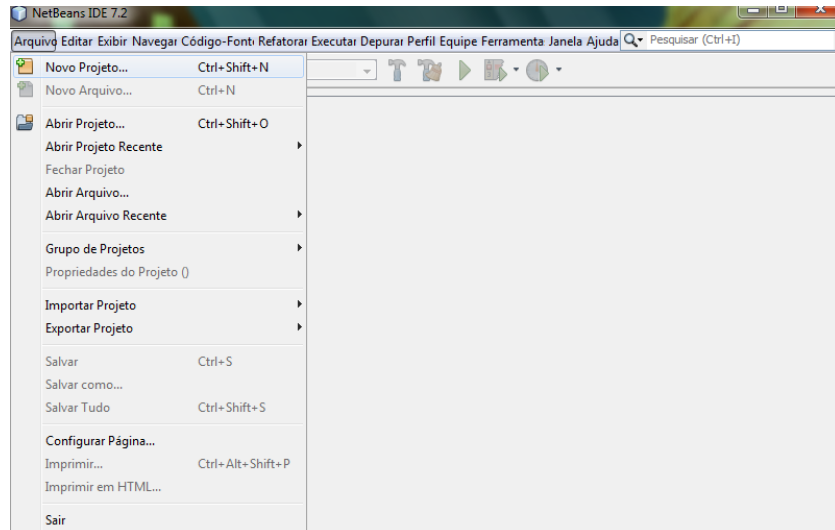 NetBeans IDE 7.2
Arquivo Editar Exibir Navegar Código-Fonte Refatorar Executar Depurar Perfil Equipe Ferramenta Janela Ajuda Pesquisar (Ctrl+I)
Novo Projeto... Ctrl+Shift+N
Novo Arquivo... Ctrl+N
Abrir Projeto... Ctrl+Shift+O
Abrir Projeto Recente
Fechar Projeto
Abrir Arquivo...
Abrir Arquivo Recente
Grupo de Projetos
Propriedades do Projeto ()
Importar Projeto
Exportar Projeto
Salvar Ctrl+S
Salvar como...
Salvar Tudo Ctrl+Shift+S
Configurar Página...
Imprimir... Ctrl+Alt+Shift+P
Imprimir em HTML...
Sair